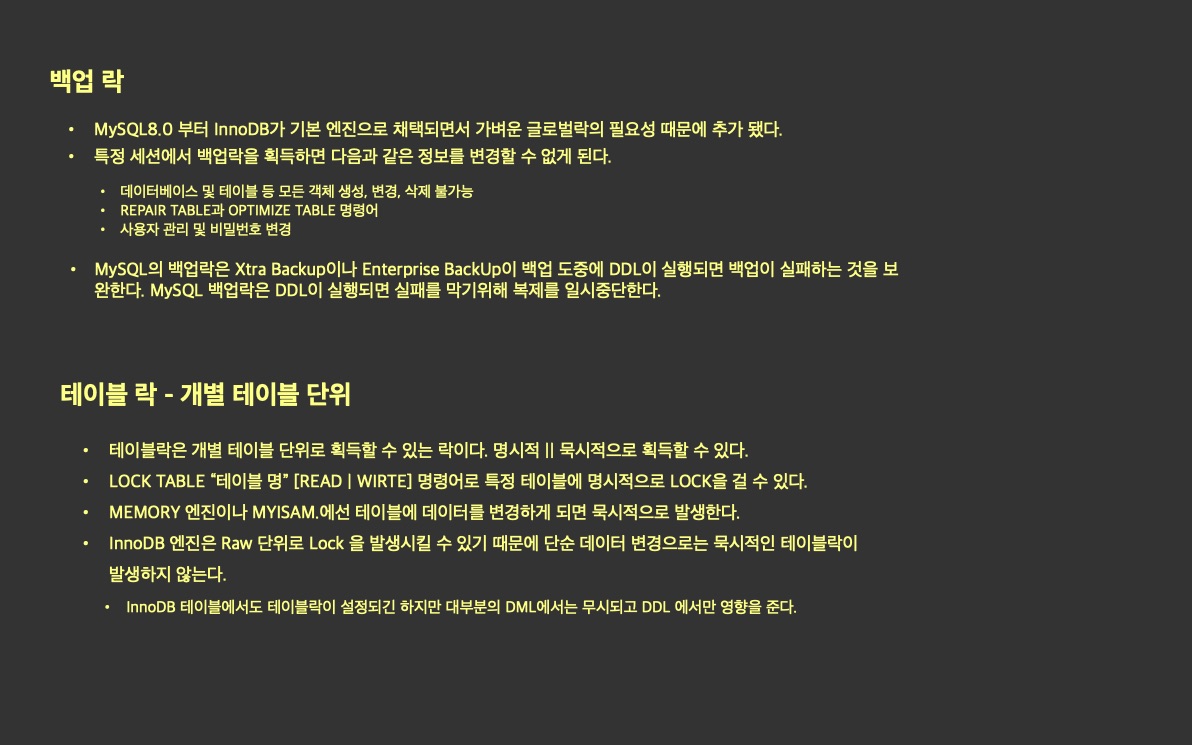 백업 락
• MySQL8.0 부터 InnoDB가 기본 엔진으로 채택되면서 가벼운 글로벌락의 필요성 때문에 추가 됐다.
• 특정 세션에서 백업락을 획득하면 다음과 같은 정보를 변경할 수 없게 된다.
• 데이터베이스 및 테이블 등 모든 객체 생성, 변경, 삭제 불가능
• REPAIR TABLE과 OPTIMIZE TABLE 명령어
• 사용자 관리 및 비밀번호 변경
• MySQL의 백업락은 Xtra Backup이나 Enterprise BackUp이 백업 도중에 DDL이 실행되면 백업이 실패하는 것을 보
완한다. MySQL 백업락은 DDL이 실행되면 실패를 막기위해 복제를 일시중단한다.
테이블 락 - 개별 테이블 단위
• 테이블락은 개별 테이블 단위로 획득할 수 있는 락이다. 명시적 || 묵시적으로 획득할 수 있다.
• LOCK TABLE “테이블 명” [READ | WIRTE] 명령어로 특정 테이블에 명시적으로 LOCK을 걸 수 있다.
• MEMORY 엔진이나 MYISAM.에선 테이블에 데이터를 변경하게 되면 묵시적으로 발생한다.
• InnoDB 엔진은 Raw 단위로 Lock 을 발생시킬 수 있기 때문에 단순 데이터 변경으로는 묵시적인 테이블락이
발생하지 않는다.
• InnoDB 테이블에서도 테이블락이 설정되긴 하지만 대부분의 DML에서는 무시되고 DDL 에서만 영향을 준다.